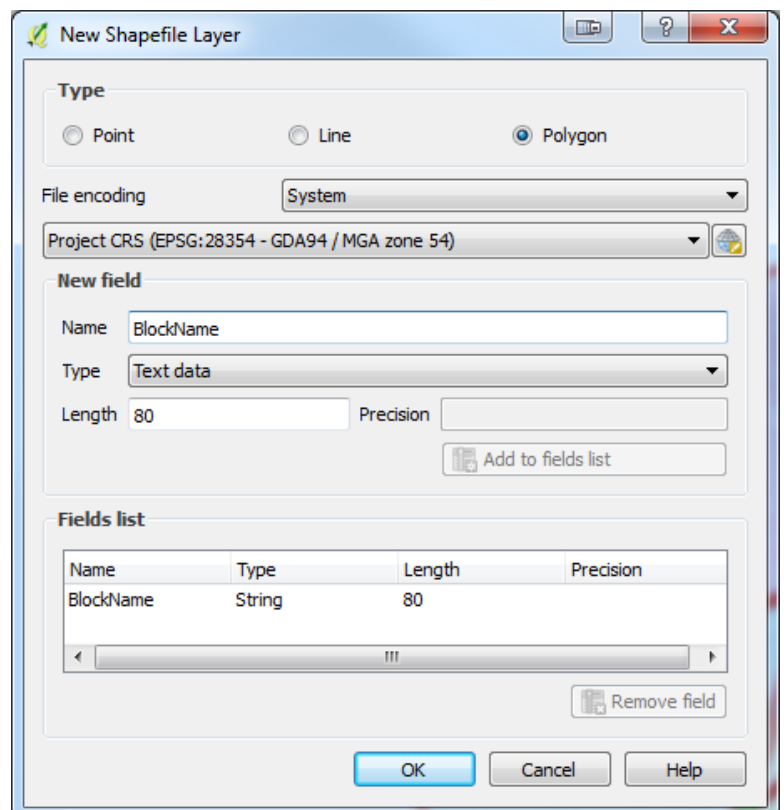 New Shapefile Layer
Type
Point Line Polygon
File encoding System
Project CRS (EPSG:28354 - GDA94 / MGA zone 54)
New field
Name BlockName
Type Text data
Length 80 Precision
Add to fields list
Fields list
Name Type Length Precision
BlockName String 80
Remove field
OK Cancel Help